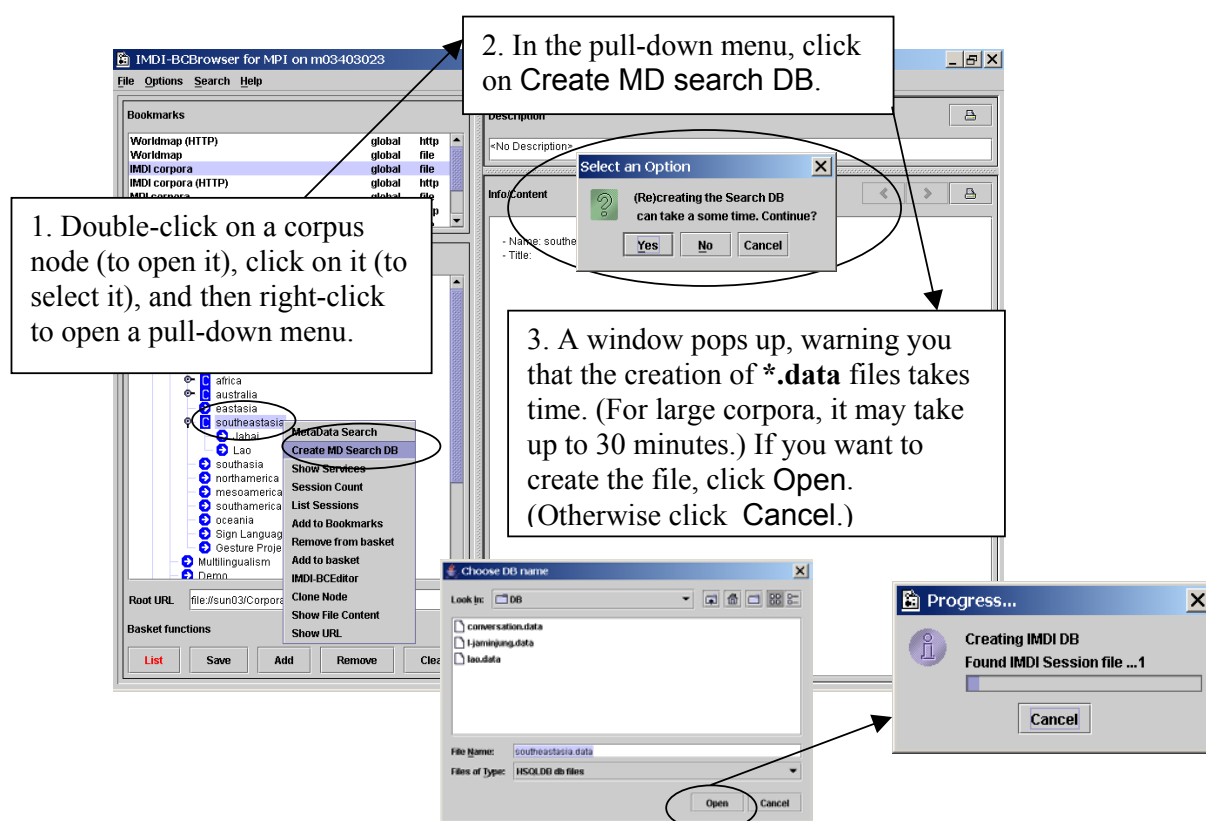 IMDI-BCBrowser for MPI on m03403023
File Options Search Help
2. In the pull-down menu, click
on Create MD search DB.
Bookmarks
Worldmap (HTTP) global http
Worldmap global file
IMDI corpora global file
IMDI corpora (HTTP) global http
1. Double-click on a corpus
node (to open it), click on it (to
select it), and then right-click
to open a pull-down menu.
Description
<No Description>
Info/Content
- Name:
- Title:
Select an Option
(Re)creating the Search DB
can take a some time. Continue?
Yes No Cancel
3. A window pops up, warning you
that the creation of *.data files takes
time. (For large corpora, it may take
up to 30 minutes.) If you want to
create the file, click Open.
(Otherwise click Cancel.)
C africa
C australia
eastasia
C southeastasia
Jahai
Lao
southasia
northamerica
mesoamerica
southamerica
oceania
Sign Languag
Gesture Proje
Multilingualism
Demo
MetaData Search
Create MD Search DB
Show Services
Session Count
List Sessions
Add to Bookmarks
Remove from basket
Add to basket
IMDI-BCEditor
Clone Node
Show File Content
Show URL
Root URL file://sun03/Corpora
Basket functions
List Save Add Remove Clea
Choose DB name
Look In: DB
conversation.data
l-jaminjung.data
lao.data
File Name: southeastasia.data
Files of Type: HSQLDB db files
Open Cancel
Progress...
Creating IMDI DB
Found IMDI Session file ...1
Cancel